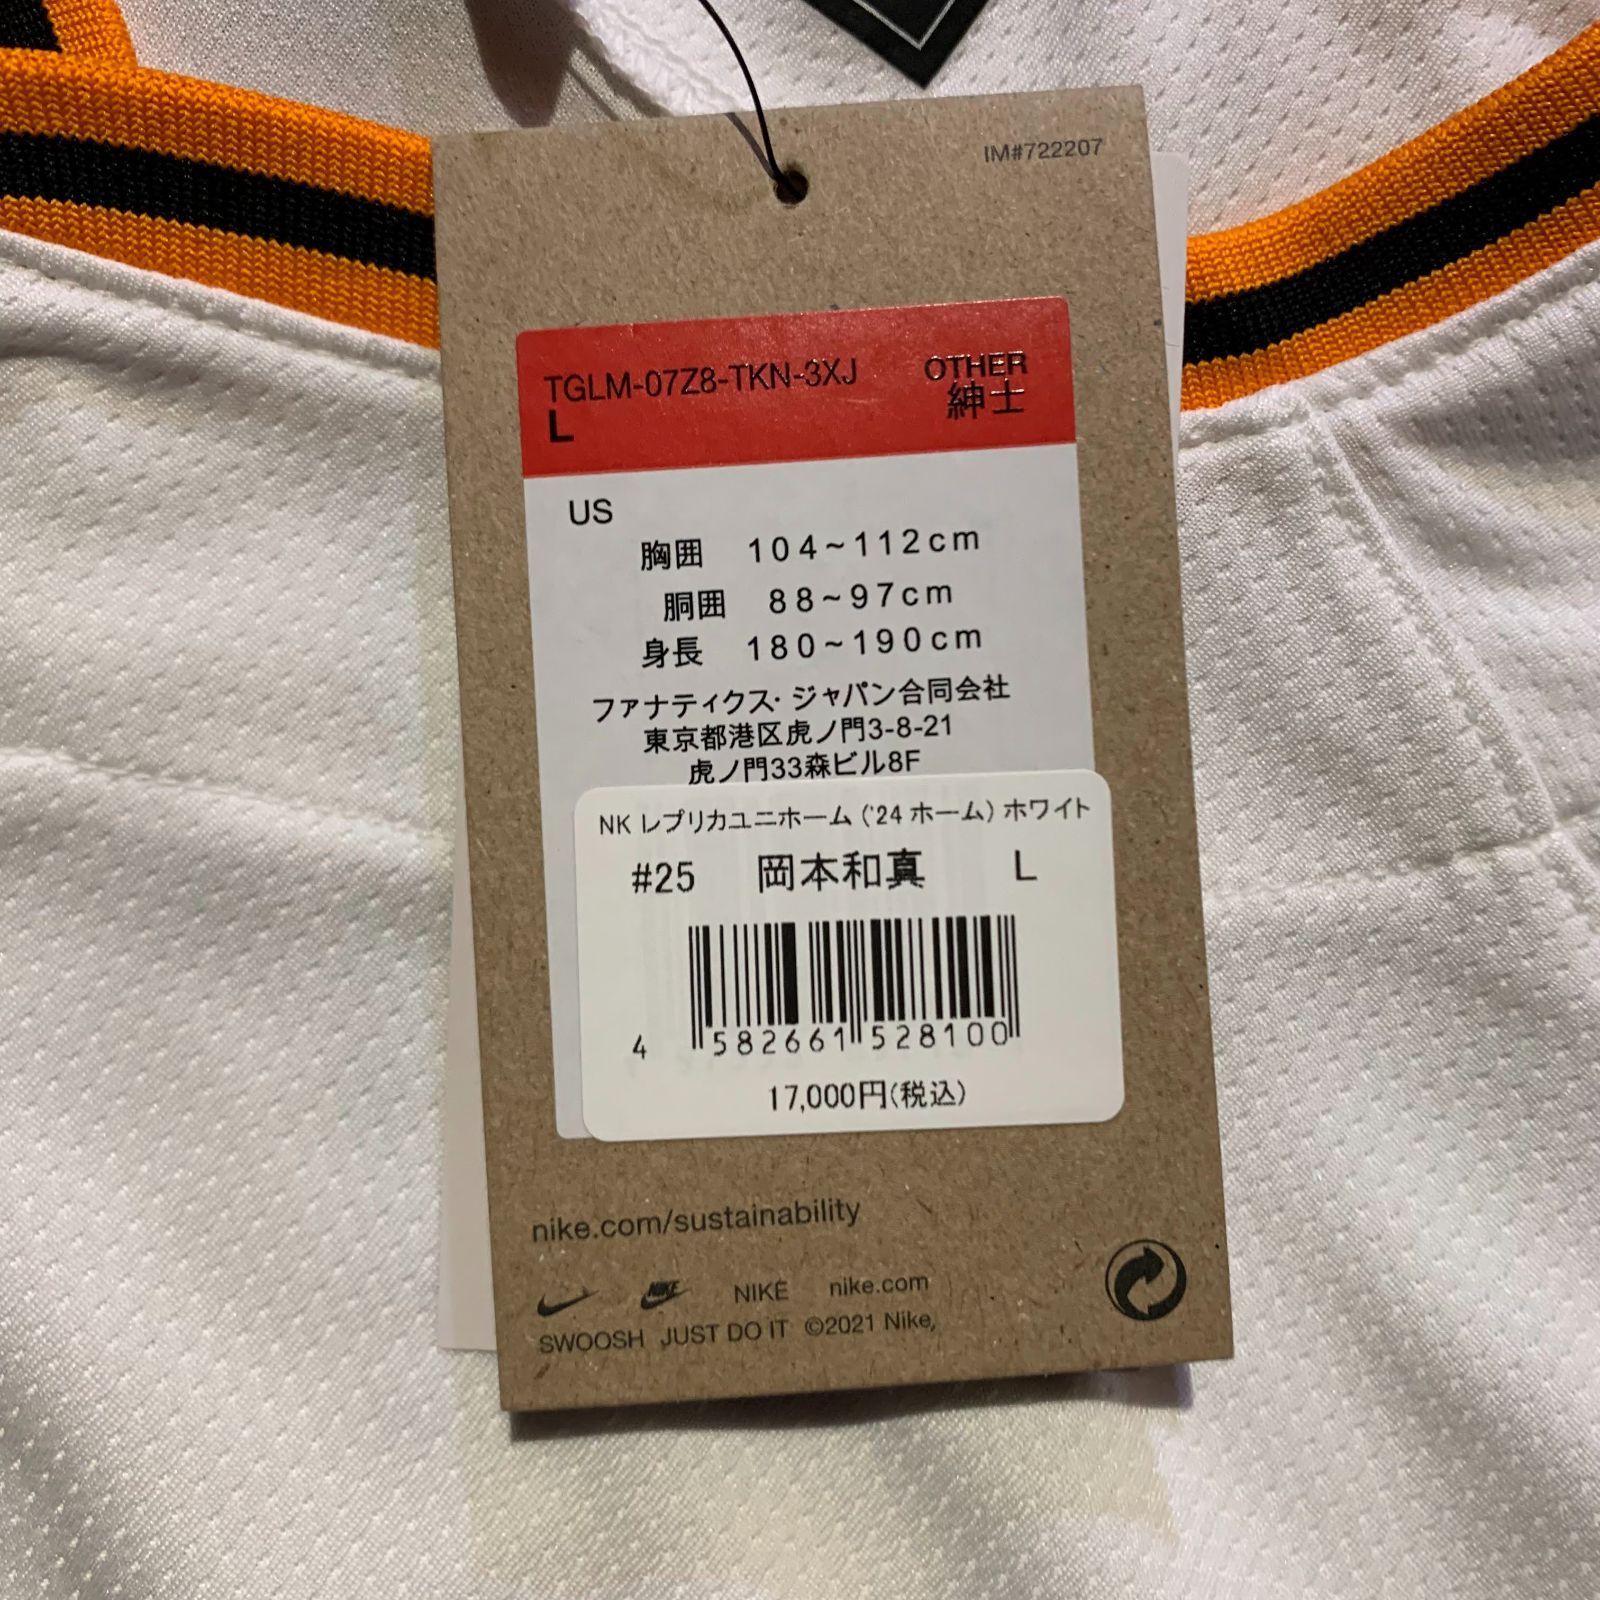 IM#722207
TGLM-07Z8-TKN-3XJ OTHER
L 紳士
US
胸囲 104~112cm
胴囲 88~97cm
身長 180~190cm
ファナティクス・ジャパン合同会社
東京都港区虎ノ門3-8-21
虎ノ門33森ビル8F
NK レプリカユニホーム ('24 ホーム) ホワイト
#25 岡本和真 L
4 582661 528100
17,000円(税込)
nike.com/sustainability
NIKE NIKE nike.com
SWOOSH JUST DO IT ©2021 Nike,